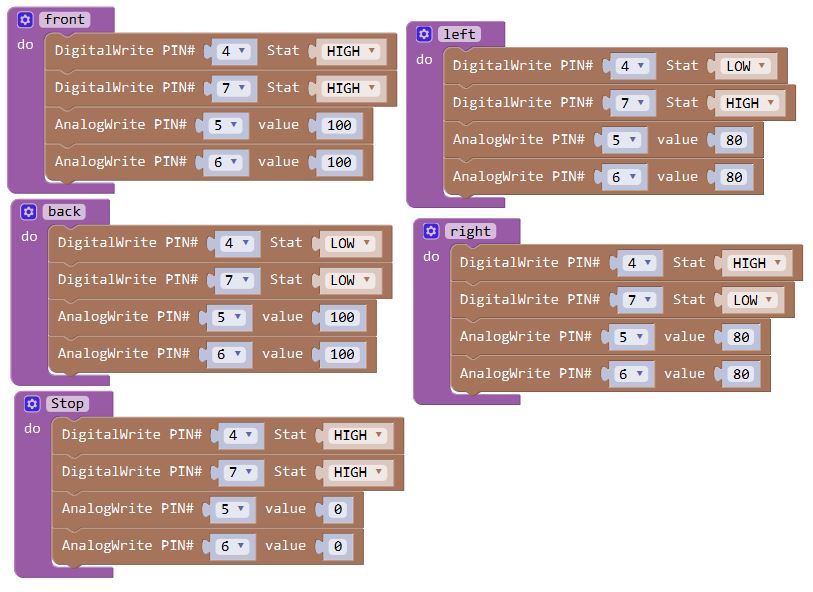 front
do
DigitalWrite PIN# 4 Stat HIGH
DigitalWrite PIN# 7 Stat HIGH
AnalogWrite PIN# 5 value 100
AnalogWrite PIN# 6 value 100
back
do
DigitalWrite PIN# 4 Stat LOW
DigitalWrite PIN# 7 Stat LOW
AnalogWrite PIN# 5 value 100
AnalogWrite PIN# 6 value 100
Stop
do
DigitalWrite PIN# 4 Stat HIGH
DigitalWrite PIN# 7 Stat HIGH
AnalogWrite PIN# 5 value 0
AnalogWrite PIN# 6 value 0
left
do
DigitalWrite PIN# 4 Stat LOW
DigitalWrite PIN# 7 Stat HIGH
AnalogWrite PIN# 5 value 80
AnalogWrite PIN# 6 value 80
right
do
DigitalWrite PIN# 4 Stat HIGH
DigitalWrite PIN# 7 Stat LOW
AnalogWrite PIN# 5 value 80
AnalogWrite PIN# 6 value 80